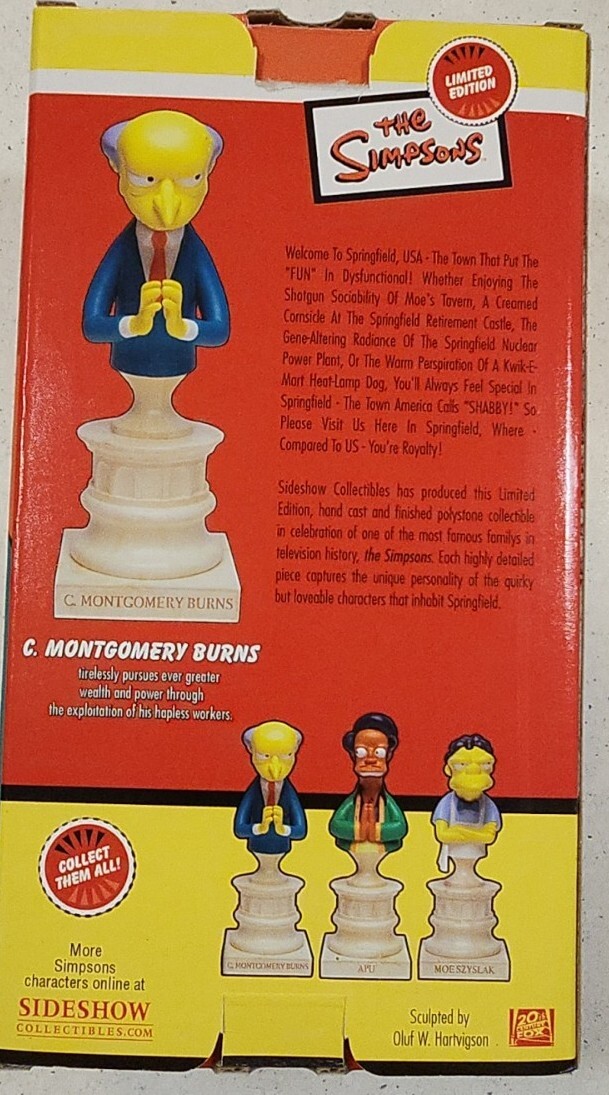 LIMITED
EDITION
THE
SIMPSONS
Welcome To Springfield, USA - The Town That Put The
"FUN" In Dysfunctional! Whether Enjoying The
Shotgun Sociability Of Moe's Tavern, A Creamed
Cornsicle At The Springfield Retirement Castle, The
Gene-Altering Radiance Of The Springfield Nuclear
Power Plant, Or The Warm Perspiration Of A Kwik-E-
Mart Heat-Lamp Dog, You'll Always Feel Special In
Springfield - The Town America Calls "SHABBY!" So
Please Visit Us Here In Springfield, Where -
Compared To US - You're Royalty!
Sideshow Collectibles has produced this Limited
Edition, hand cast and finished polystone collectible
in celebration of one of the most famous familys in
television history, the Simpsons. Each highly detailed
piece captures the unique personality of the quirky
but loveable characters that inhabit Springfield.
C. MONTGOMERY BURNS
C. MONTGOMERY BURNS
tirelessly pursues ever greater
wealth and power through
the exploitation of his hapless workers.
COLLECT
THEM ALL!
C. MONTGOMERY BURNS
APU
MOE SZYSLAK
More
Simpsons
characters online at
SIDESHOW
COLLECTIBLES.COM
Sculpted by
Oluf W. Hartvigson
20th
CENTURY
FOX